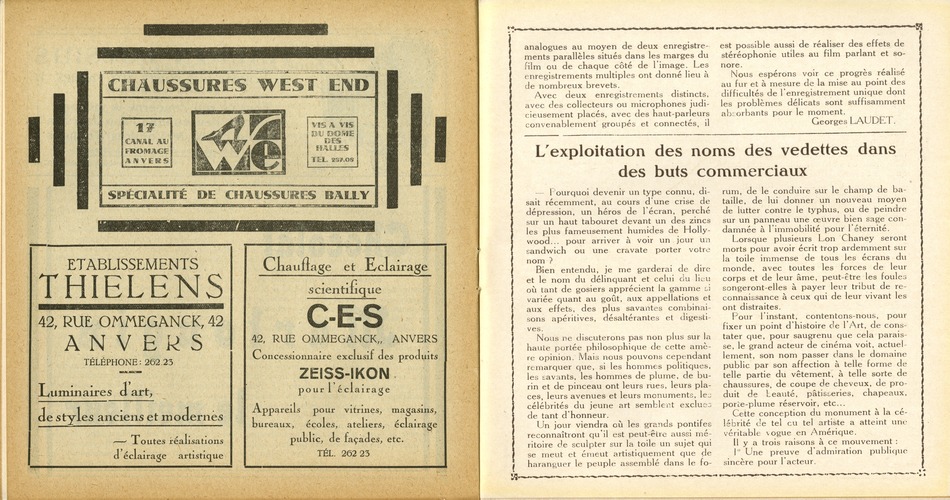 CHAUSSURES WEST END
17
CANAL AU
FROMAGE
ANVERS
WE
VIS A VIS
DU DOME
DES
HALLES
TEL. 257.05
SPÉCIALITÉ DE CHAUSSURES BALLY
ETABLISSEMENTS
THIELENS
42, RUE OMMEGANCK, 42
ANVERS
TÉLÉPHONE: 262.23
Luminaires d'art,
de styles anciens et modernes
— Toutes réalisations
d'éclairage artistique
Chauffage et Eclairage
scientifique
C-E-S
42, RUE OMMEGANCK,, ANVERS
Concessionnaire exclusif des produits
ZEISS-IKON
pour l'éclairage
Appareils pour vitrines, magasins,
bureaux, écoles, ateliers, éclairage
public, de façades, etc.
TÉL. 262 23
analogues au moyen de deux enregistre-
ments parallèles situés dans les marges du
film ou de chaque côté de l'image. Les
enregistrements multiples ont donné lieu à
de nombreux brevets.
Avec deux enregistrements distincts,
avec des collecteurs ou microphones judi-
cieusement placés, avec des haut-parleurs
convenablement groupés et connectés, il
est possible aussi de réaliser des effets de
stéréophonie utiles au film parlant et so-
nore.
Nous espérons voir ce progrès réalisé
au fur et à mesure de la mise au point des
difficultés de l'enregistrement unique dont
les problèmes délicats sont suffisamment
absorbants pour le moment.
Georges LAUDET.
L'exploitation des noms des vedettes dans
des buts commerciaux
— Pourquoi devenir un type connu, di-
sait récemment, au cours d'une crise de
dépression, un héros de l'écran, perché
sur un haut tabouret devant un des zincs
les plus fameusement humides de Holly-
wood... pour arriver à voir un jour un
sandwich ou une cravate porter votre
nom ?
Bien entendu, je me garderai de dire
et le nom du délinquant et celui du lieu
où tant de gosiers apprécient la gamme si
variée quant au goût, aux appellations et
aux effets, des plus savantes combinai-
sons apéritives, désaltérantes et digesti-
ves.
Nous ne discuterons pas non plus sur la
haute portée philosophique de cette amè-
re opinion. Mais nous pouvons cependant
remarquer que, si les hommes politiques,
les savants, les hommes de plume, de bu-
rin et de pinceau ont leurs rues, leurs pla-
ces, leurs avenues et leurs monuments, les
célébrités du jeune art semblent exclues
de tant d'honneur.
Un jour viendra où les grands pontifes
reconnaîtront qu'il est peut-être aussi mé-
ritoire de sculpter sur la toile un sujet qui
se meut et émeut artistiquement que de
haranguer le peuple assemblé dans le fo-
rum, de le conduire sur le champ de ba-
taille, de lui donner un nouveau moyen
de lutter contre le typhus, ou de peindre
sur un panneau une œuvre bien sage con-
damnée à l'immobilité pour l'éternité.
Lorsque plusieurs Lon Chaney seront
morts pour avoir écrit trop ardemment sur
la toile immense de tous les écrans du
monde, avec toutes les forces de leur
corps et de leur âme, peut-être les foules
songeront-elles à payer leur tribut de re-
connaissance à ceux qui de leur vivant les
ont distraites.
Pour l'instant, contentons-nous, pour
fixer un point d'histoire de l'Art, de cons-
tater que, pour saugrenu que cela parais-
se, le grand acteur de cinéma voit, actuel-
lement, son nom passer dans le domaine
public par son affection à telle forme de
telle partie du vêtement, à telle sorte de
chaussures, de coupe de cheveux, de pro-
duit de beauté, pâtisseries, chapeaux,
porte-plume réservoir, etc...
Cette conception du monument à la cé-
lébrité de tel ou tel artiste a atteint une
véritable vogue en Amérique.
Il y a trois raisons à ce mouvement :
1° Une preuve d'admiration publique
sincère pour l'acteur.